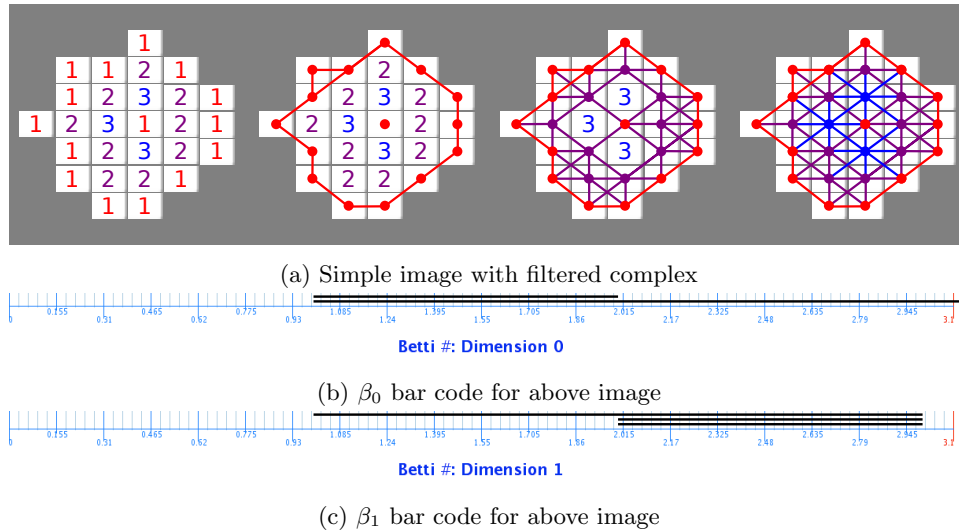 1
1 1 2 1
1 2 3 2 1
1 2 3 1 2 1
1 2 3 2 1
1 2 2 1
1 1
2
2 3 2
2 3 2
2 3 2
2 2
3
3
3
(a) Simple image with filtered complex
0 0.155 0.31 0.465 0.62 0.775 0.93 1.085 1.24 1.395 1.55 1.705 1.86 2.015 2.17 2.325 2.48 2.635 2.79 2.945 3.1
Betti #: Dimension 0
(b) β₀ bar code for above image
0 0.155 0.31 0.465 0.62 0.775 0.93 1.085 1.24 1.395 1.55 1.705 1.86 2.015 2.17 2.325 2.48 2.635 2.79 2.945 3.1
Betti #: Dimension 1
(c) β₁ bar code for above image